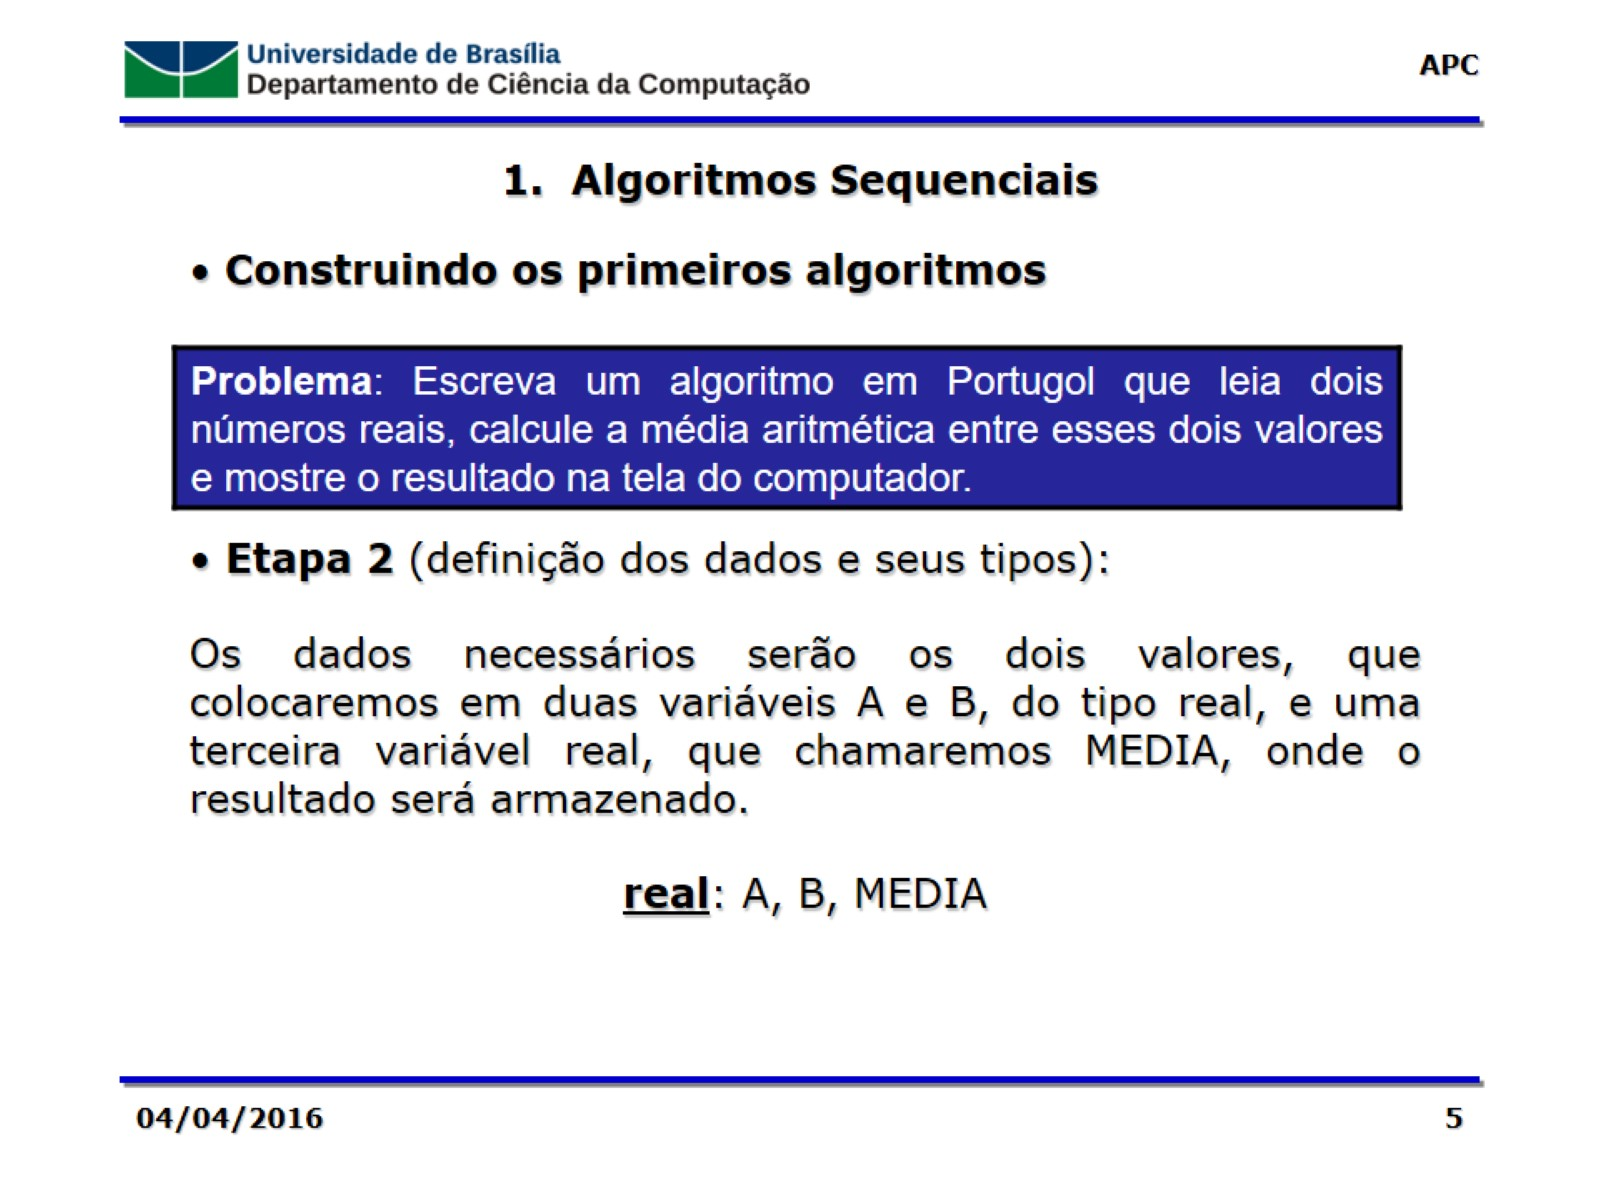 Universidade de Brasília
Departamento de Ciência da Computação
APC
1. Algoritmos Sequenciais
• Construindo os primeiros algoritmos
Problema: Escreva um algoritmo em Portugol que leia dois
números reais, calcule a média aritmética entre esses dois valores
e mostre o resultado na tela do computador.
• Etapa 2 (definição dos dados e seus tipos):
Os dados necessários serão os dois valores, que
colocaremos em duas variáveis A e B, do tipo real, e uma
terceira variável real, que chamaremos MEDIA, onde o
resultado será armazenado.
real: A, B, MEDIA
04/04/2016
5